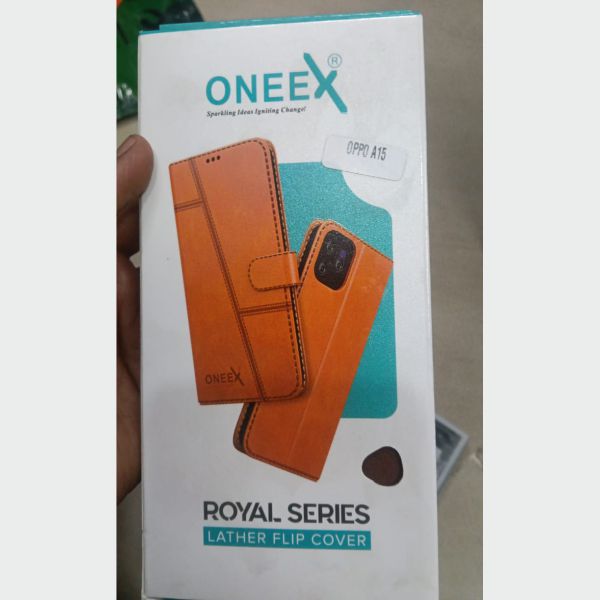 ONEEX®
Sparkling Ideas Igniting Change!
OPPO A15
ONEEX
ROYAL SERIES
LATHER FLIP COVER